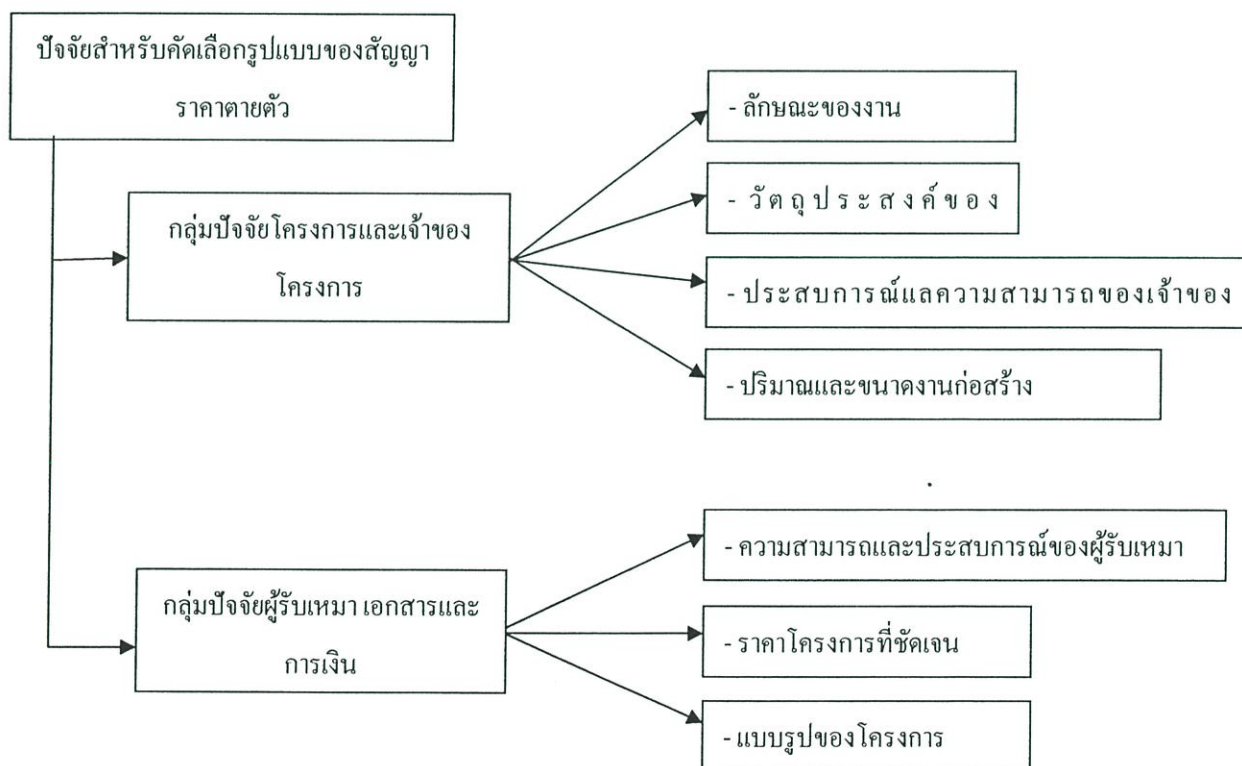 ปัจจัยสำหรับคัดเลือกรูปแบบของสัญญา
ราคาตายตัว
กลุ่มปัจจัยโครงการและเจ้าของ
โครงการ
- ลักษณะของงาน
- วัตถุประสงค์ของ
- ประสบการณ์แลความสามารถของเจ้าของ
- ปริมาณและขนาดงานก่อสร้าง
กลุ่มปัจจัยผู้รับเหมา เอกสารและ
การเงิน
- ความสามารถและประสบการณ์ของผู้รับเหมา
- ราคาโครงการที่ชัดเจน
- แบบรูปของโครงการ